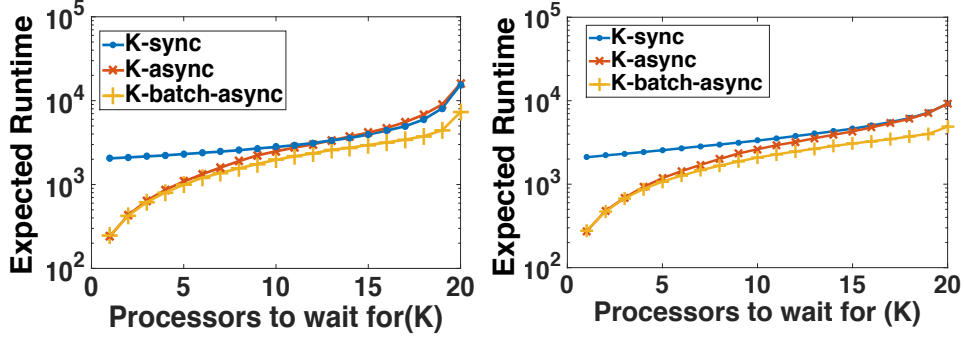 Expected Runtime
10^5
10^4
10^3
10^2
K-sync
K-async
K-batch-async
0
5
10
15
20
Processors to wait for(K)
Expected Runtime
10^5
10^4
10^3
10^2
K-sync
K-async
K-batch-async
0
5
10
15
20
Processors to wait for (K)